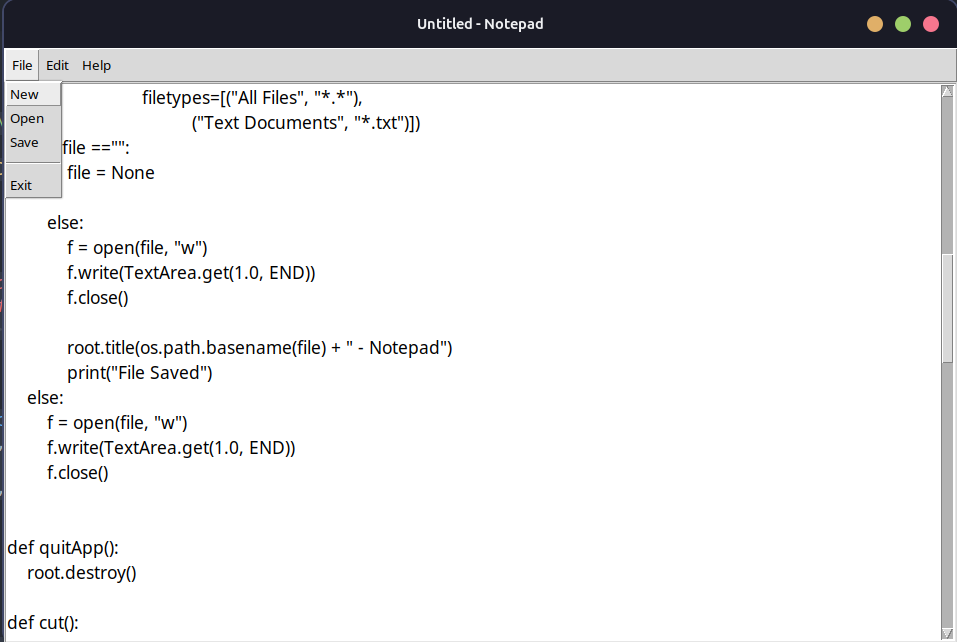 Untitled - Notepad
File Edit Help
New
Open
Save
Exit
filetypes=[("All Files", "*.*"),
("Text Documents", "*.txt")])
file =="":
file = None
else:
f = open(file, "w")
f.write(TextArea.get(1.0, END))
f.close()
root.title(os.path.basename(file) + " - Notepad")
print("File Saved")
else:
f = open(file, "w")
f.write(TextArea.get(1.0, END))
f.close()
def quitApp():
root.destroy()
def cut():